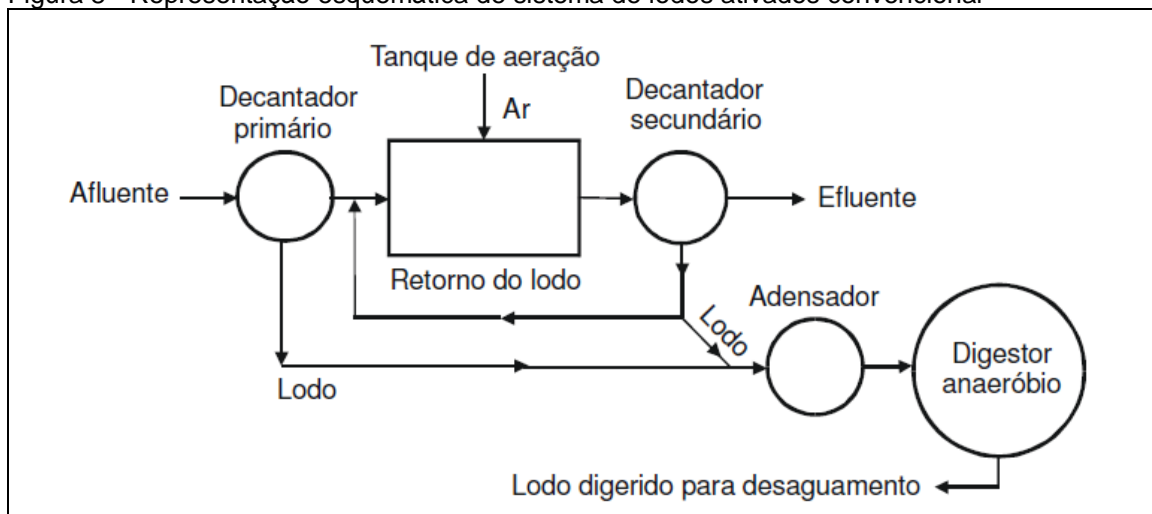 Tanque de aeração
Decantador
primário
Ar
Decantador
secundário
Afluente
Efluente
Retorno do lodo
Adensador
Lodo
Digestor
anaeróbio
Lodo
Lodo digerido para desaguamento